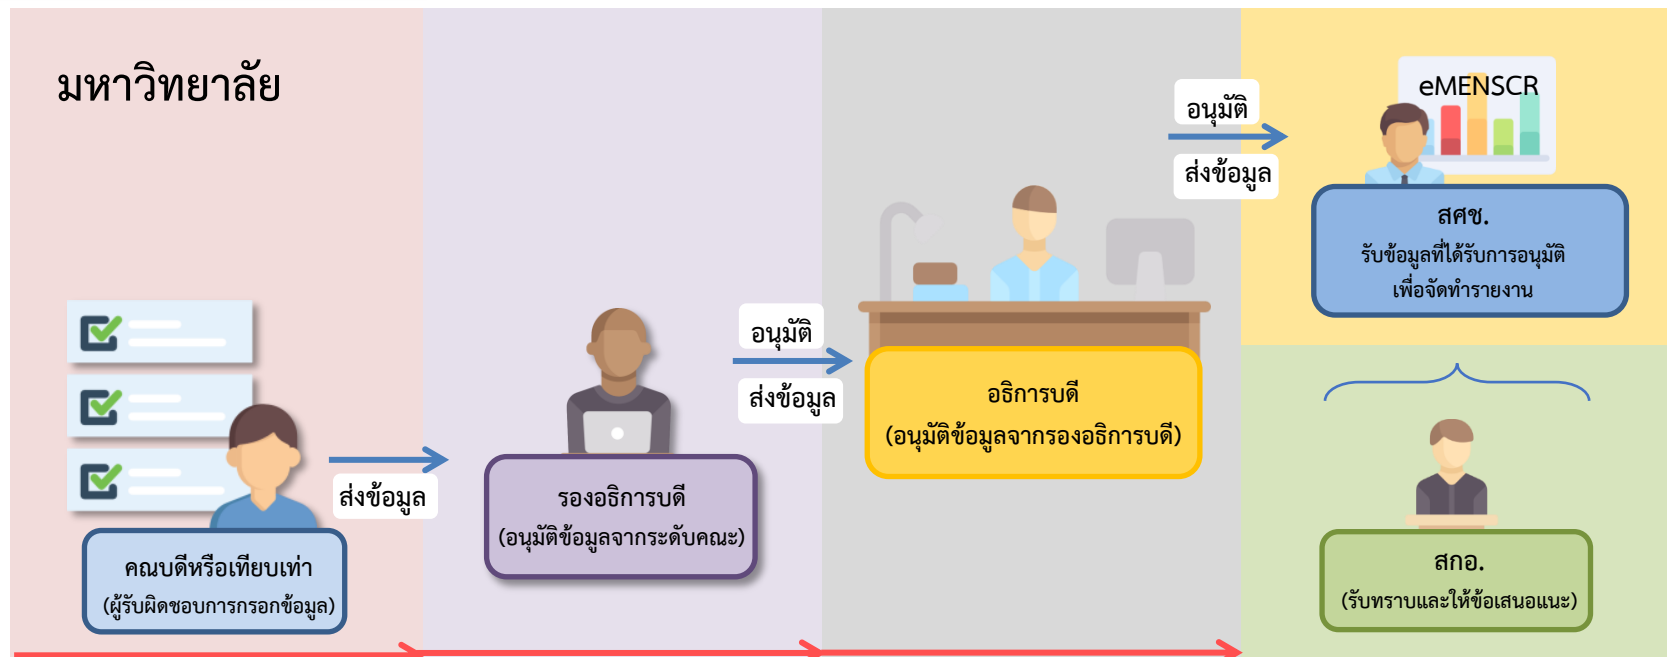 มหาวิทยาลัย
คณบดีหรือเทียบเท่า
(ผู้รับผิดชอบการกรอกข้อมูล)
ส่งข้อมูล
รองอธิการบดี
(อนุมัติข้อมูลจากระดับคณะ)
อนุมัติ
ส่งข้อมูล
อธิการบดี
(อนุมัติข้อมูลจากรองอธิการบดี)
อนุมัติ
ส่งข้อมูล
eMENSCR
สศช.
รับข้อมูลที่ได้รับการอนุมัติ
เพื่อจัดทำรายงาน
สกอ.
(รับทราบและให้ข้อเสนอแนะ)